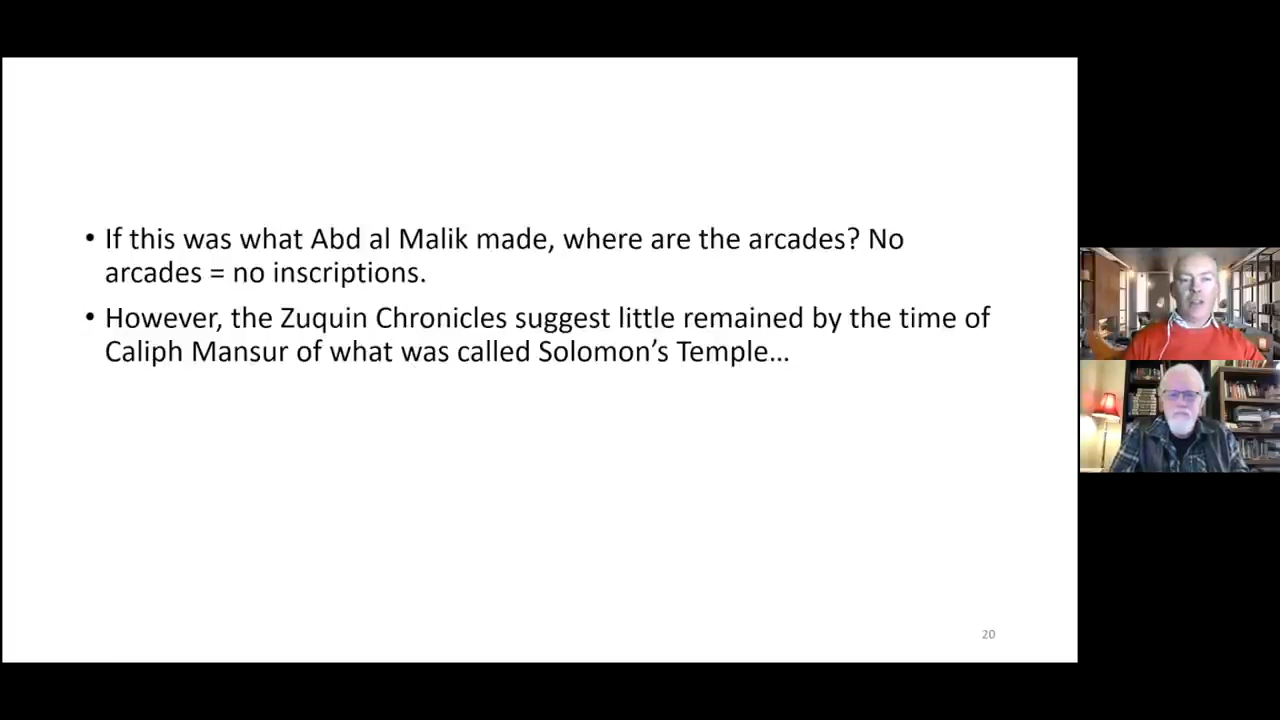 • If this was what Abd al Malik made, where are the arcades? No
arcades = no inscriptions.
• However, the Zuquin Chronicles suggest little remained by the time of
Caliph Mansur of what was called Solomon’s Temple…
20